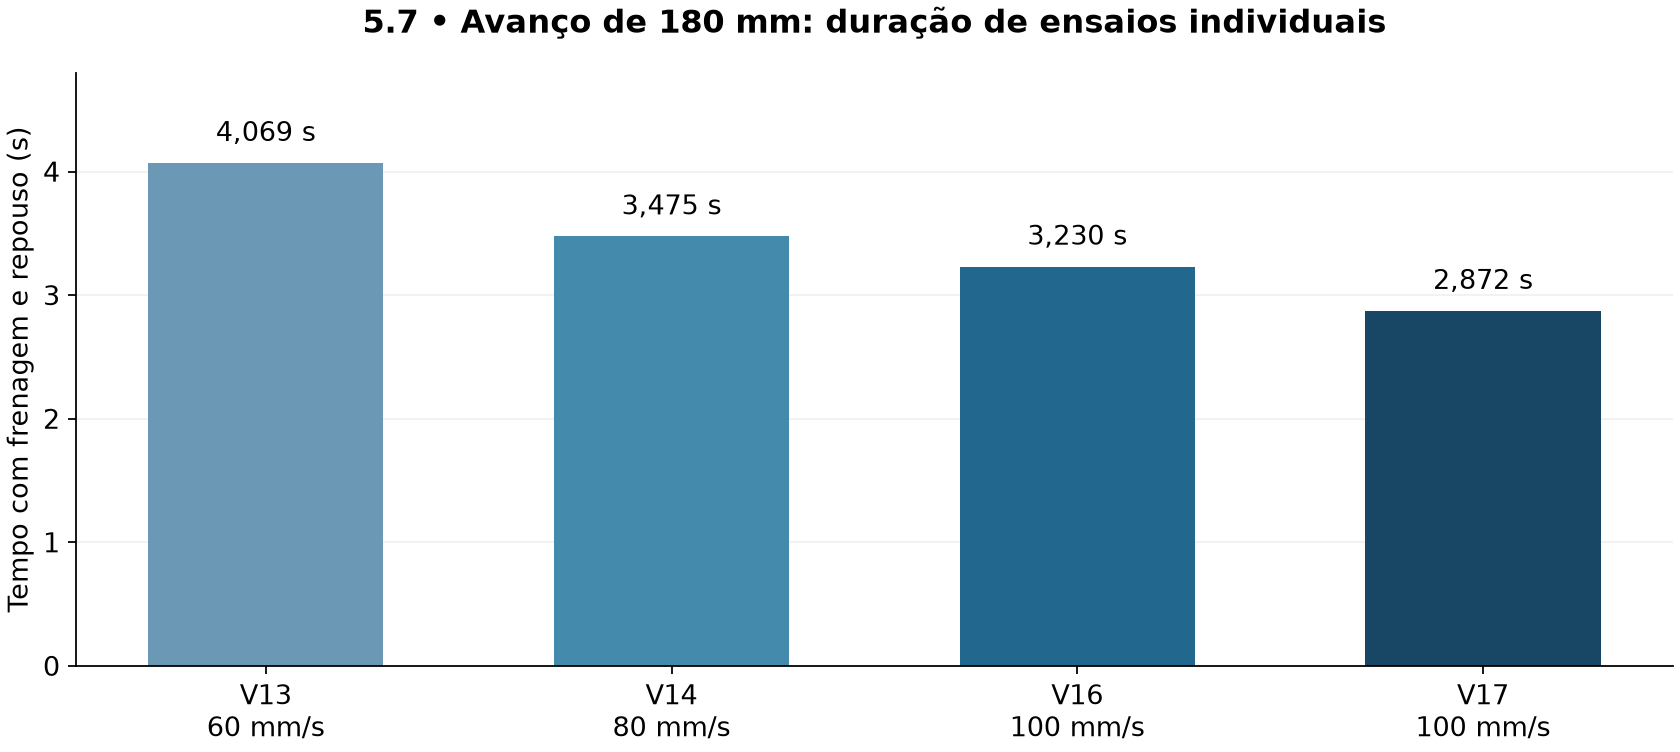 5.7 • Avanço de 180 mm: duração de ensaios individuais
Tempo com frenagem e repouso (s)
4
3
2
1
0
4,069 s
3,475 s
3,230 s
2,872 s
V13
60 mm/s
V14
80 mm/s
V16
100 mm/s
V17
100 mm/s